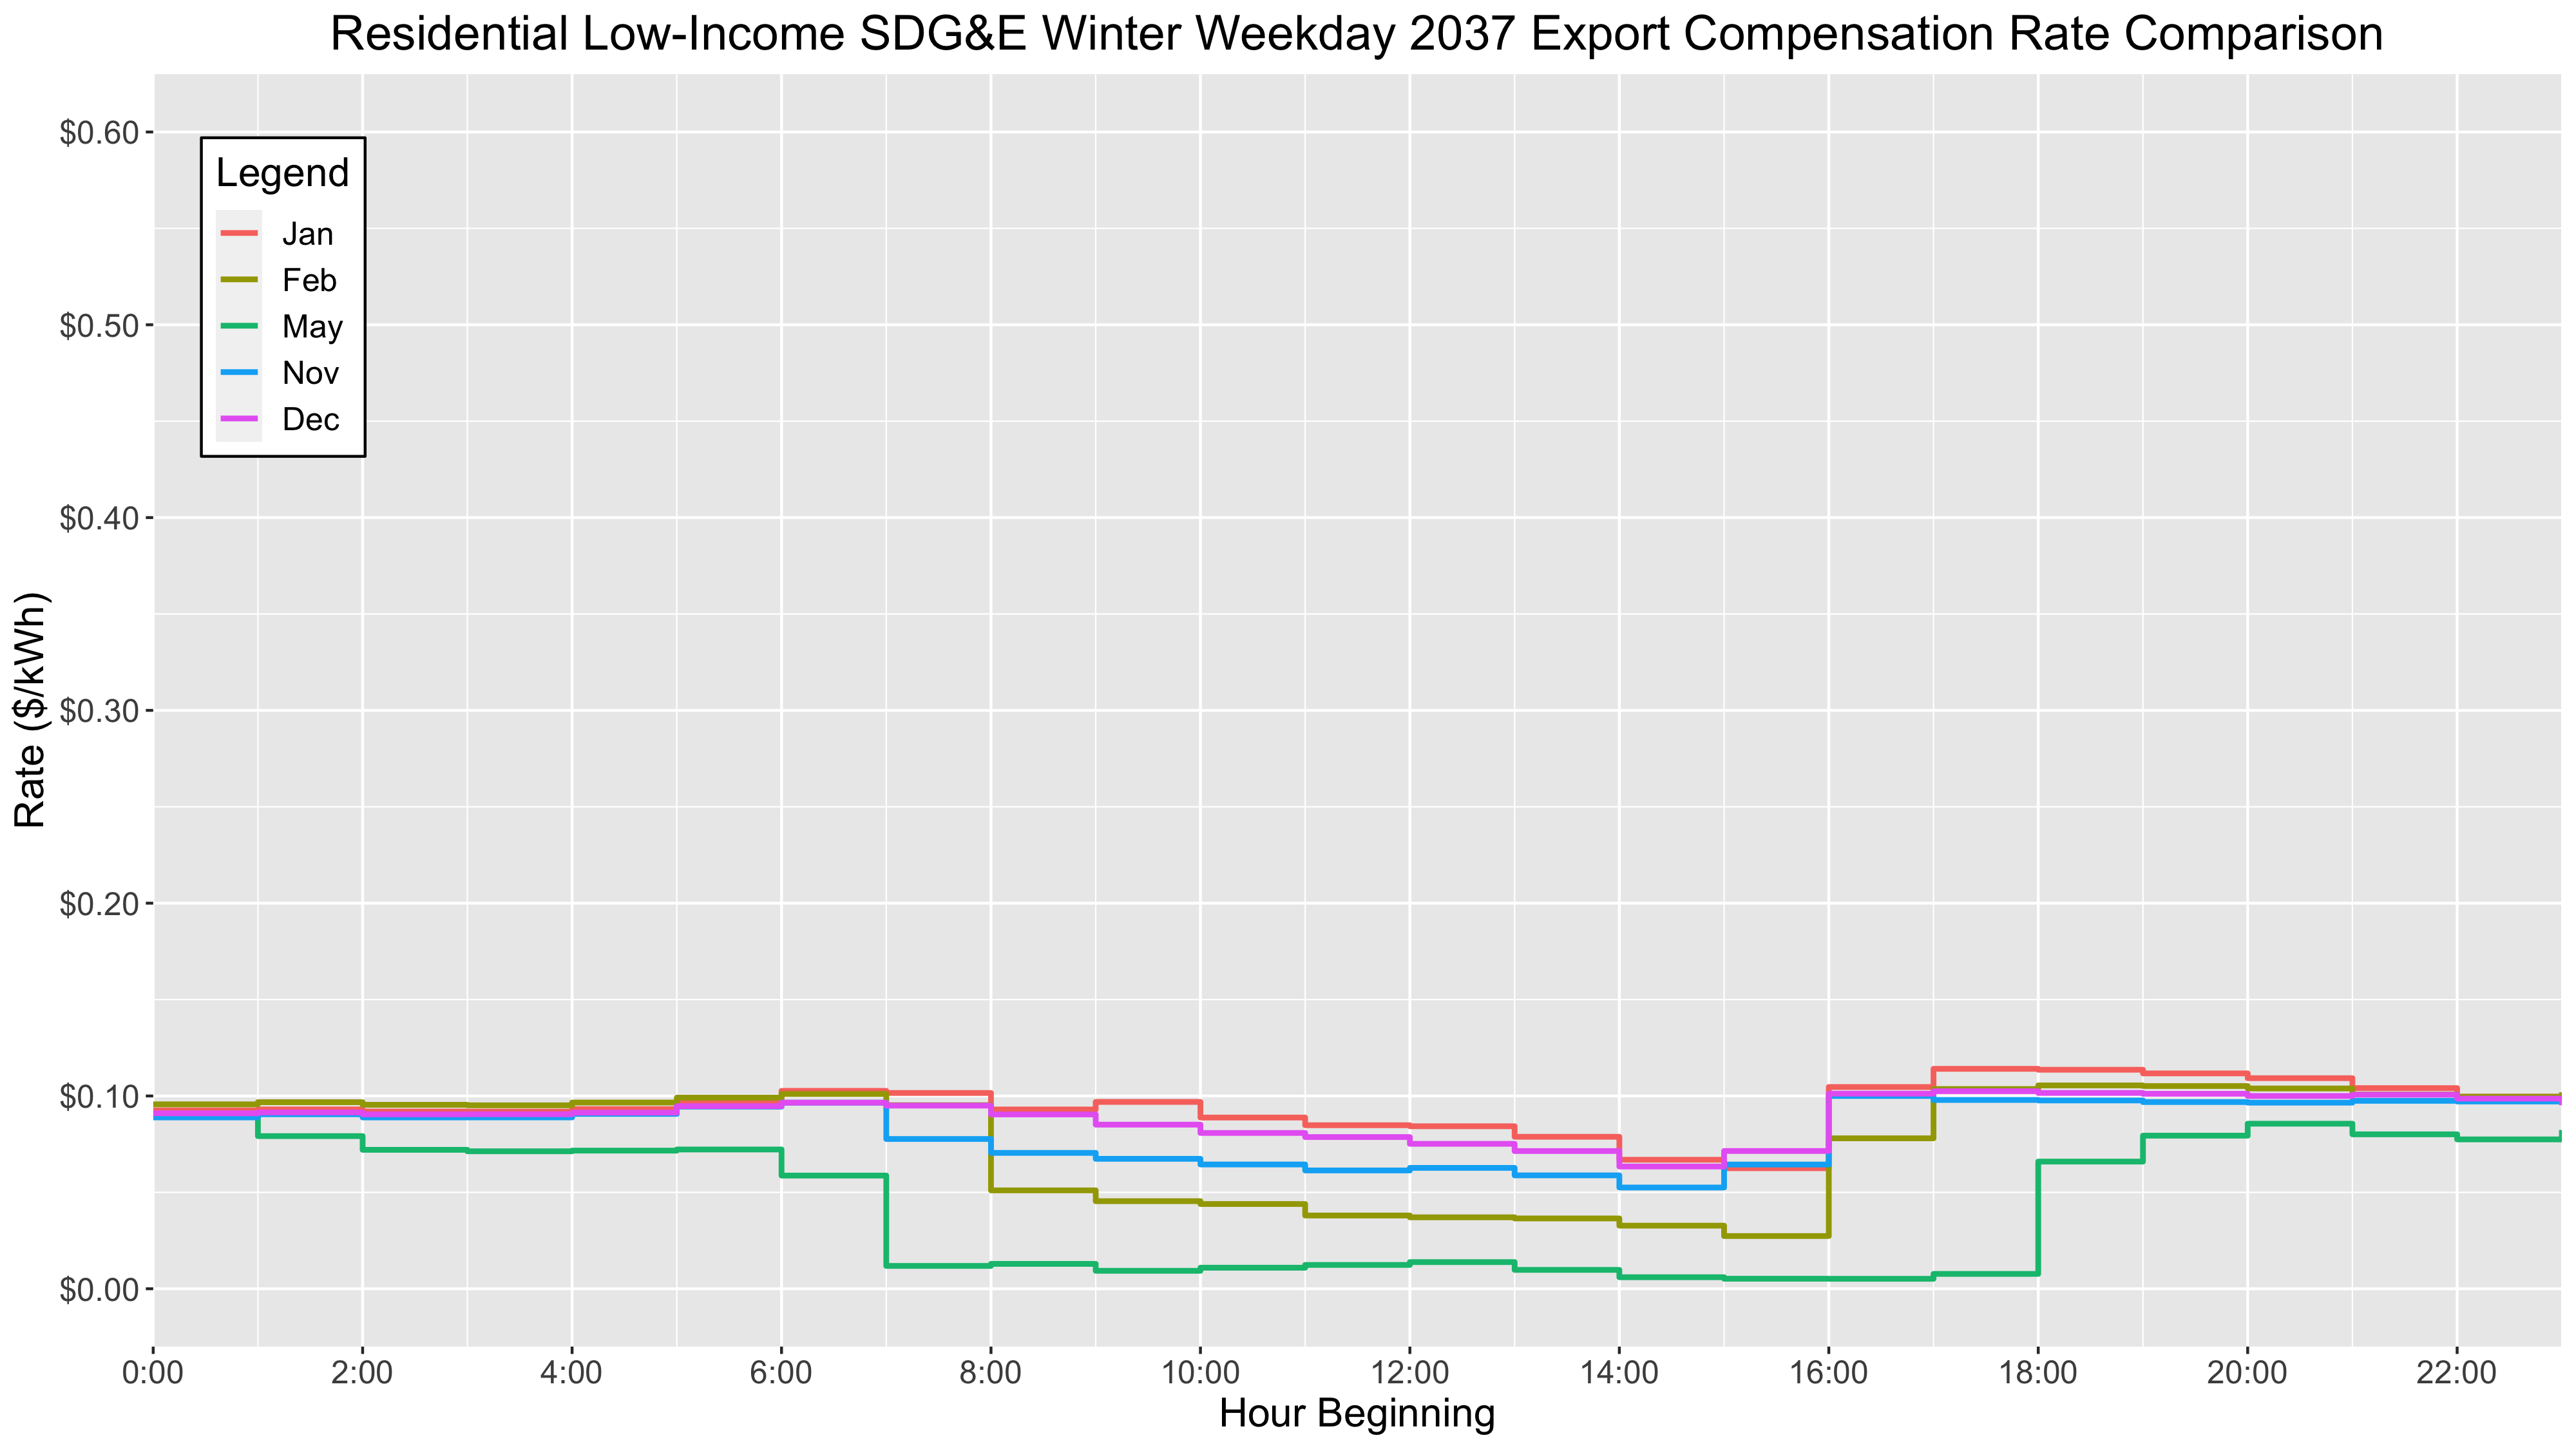 Residential Low-Income SDG&E Winter Weekday 2037 Export Compensation Rate Comparison
$0.60
$0.50
$0.40
$0.30
$0.20
$0.10
$0.00
Rate ($/kWh)
Legend
Jan
Feb
May
Nov
Dec
0:00 2:00 4:00 6:00 8:00 10:00 12:00 14:00 16:00 18:00 20:00 22:00
Hour Beginning